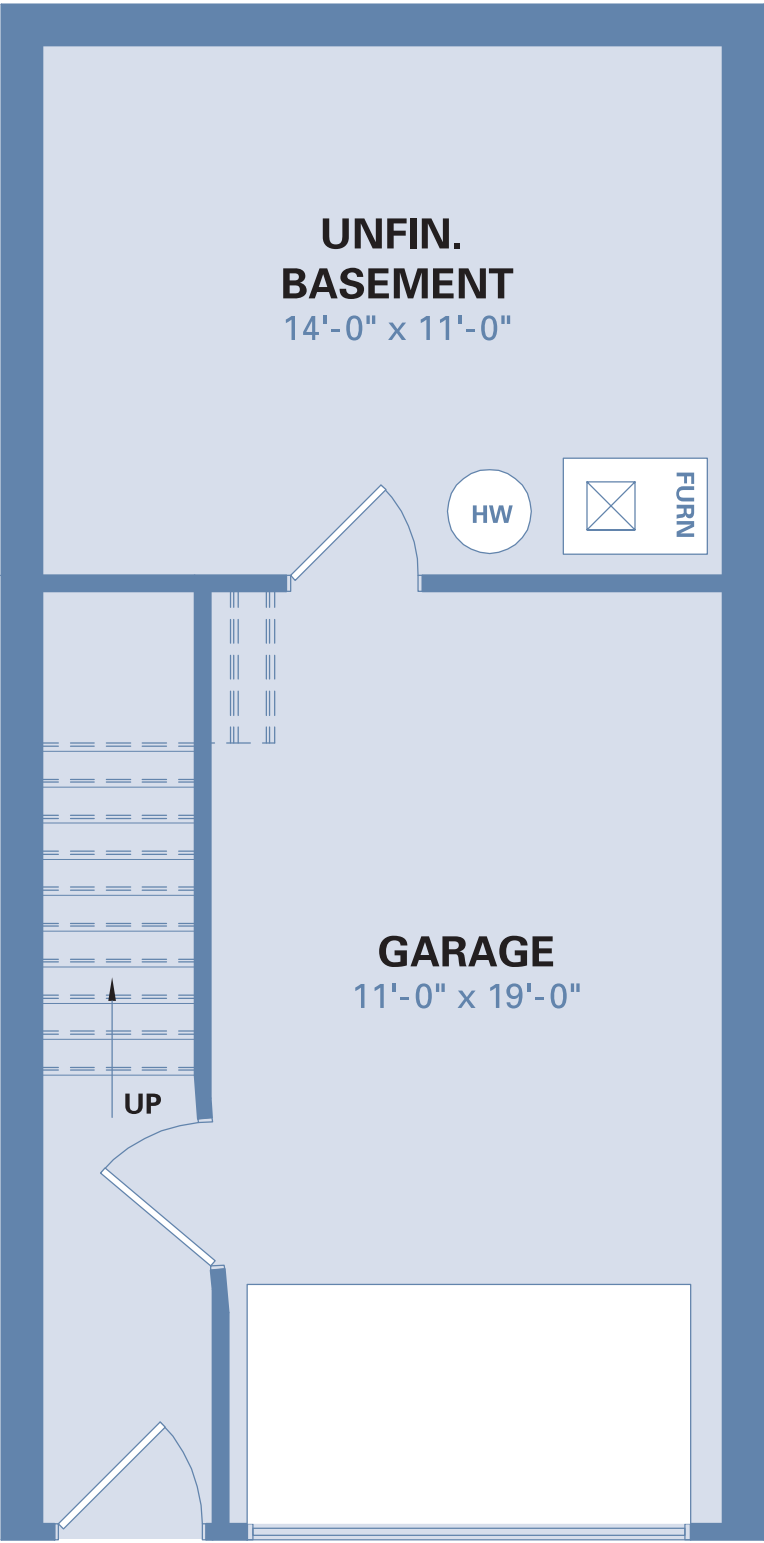 UNFIN.
BASEMENT
14'-0" x 11'-0"
HW
FURN
GARAGE
11'-0" x 19'-0"
UP